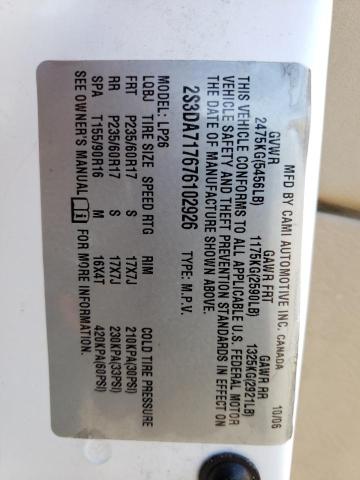 MFD BY CAMI AUTOMOTIVE INC. CANADA 10/06
GVWR GAWR FRT GAWR RR
2475KG(5456LB) 1175KG(2590LB) 1325KG(2921LB)
THIS VEHICLE CONFORMS TO ALL APPLICABLE U.S. FEDERAL MOTOR
VEHICLE SAFETY AND THEFT PREVENTION STANDARDS IN EFFECT ON
THE DATE OF MANUFACTURE SHOWN ABOVE.
2S3DA717676102926 TYPE: M.P.V.
MODEL: LP26
LQBJ TIRE SIZE SPEED RTG RIM COLD TIRE PRESSURE
FRT P235/60R17 S 17X7J 210KPA(30PSI)
RR P235/60R17 S 17X7J 230KPA(33PSI)
SPA T155/90R16 M 16X4T 420KPA(60PSI)
SEE OWNER'S MANUAL FOR MORE INFORMATION.